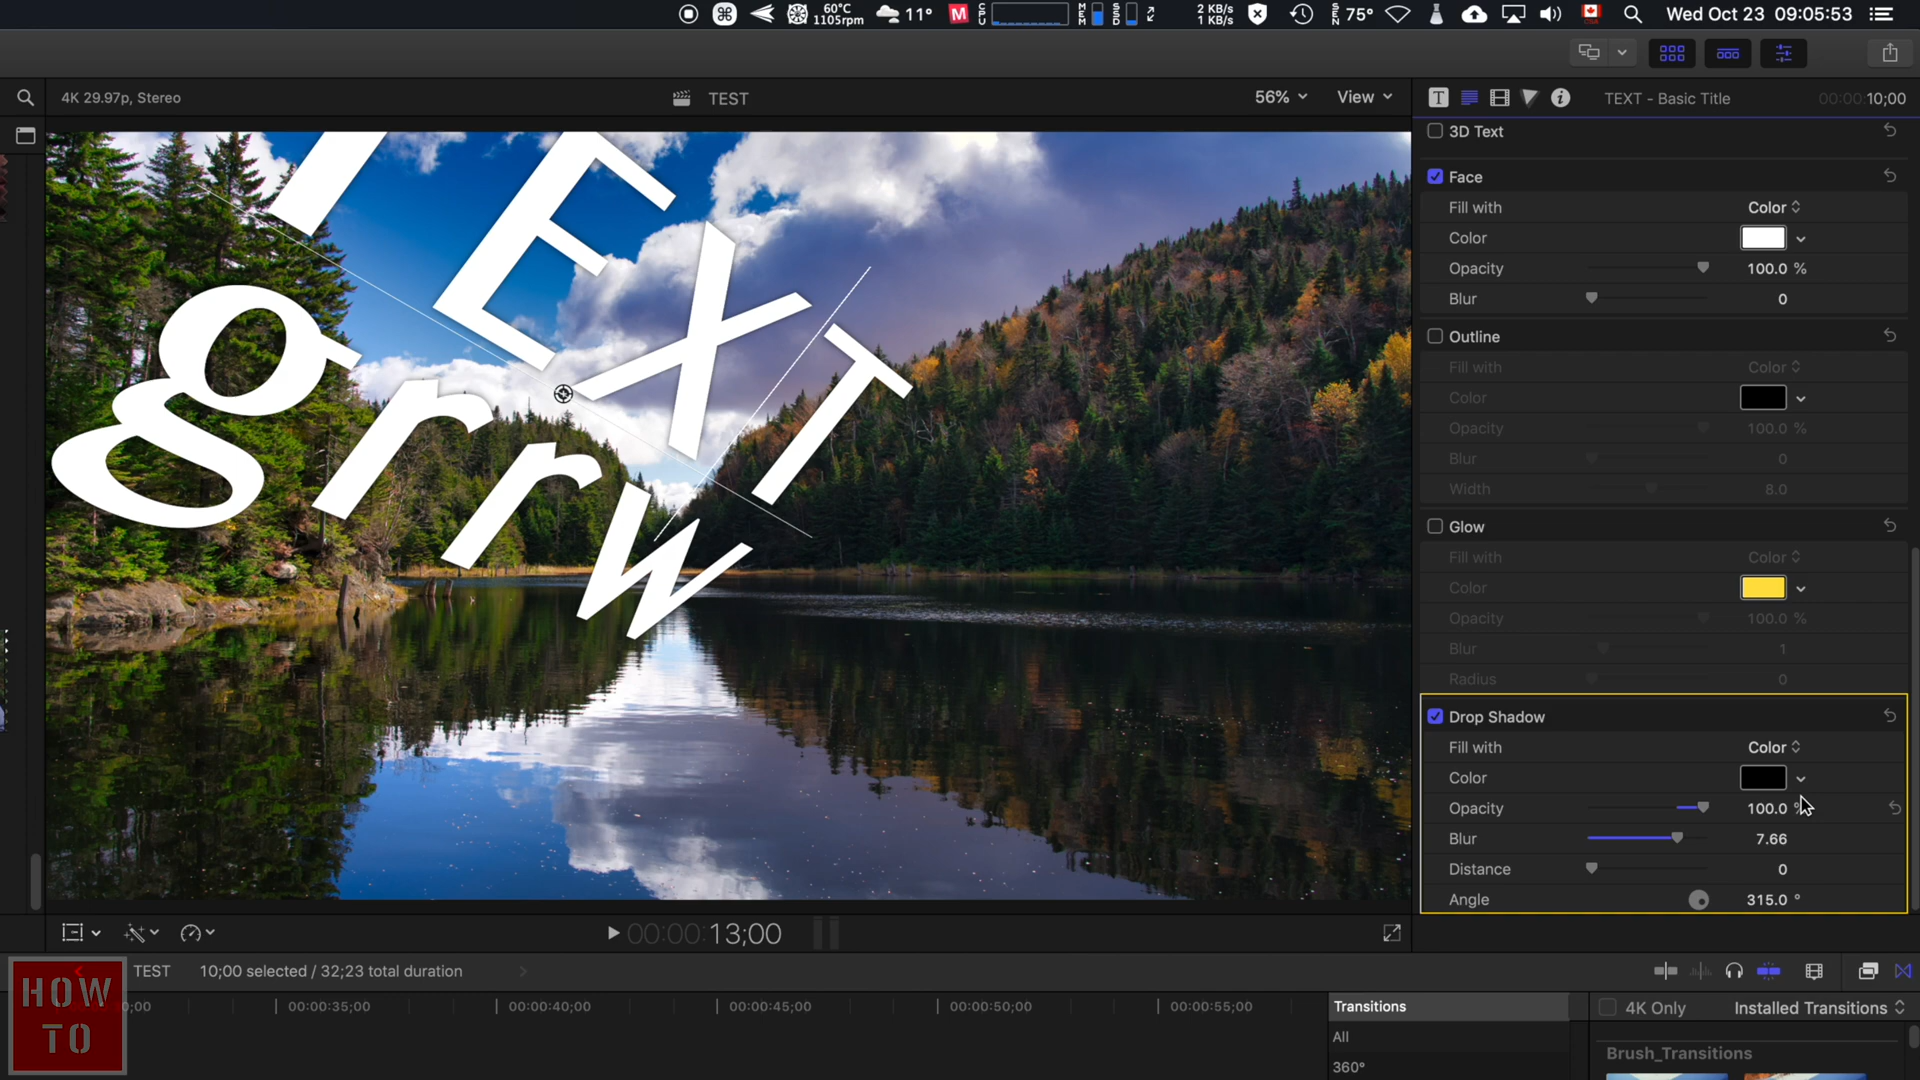 60°C
1105rpm
11°
M
CPU
MEM
SSD
2 KB/s
1 KB/s
SEN
75°
Wed Oct 23 09:05:53
4K 29.97p, Stereo
TEST
56%
View
T
TEXT - Basic Title
00:00:10;00
3D Text
Face
Fill with
Color
Color
Opacity
100.0 %
Blur
0
Outline
Fill with
Color
Color
Opacity
100.0 %
Blur
0
Width
8.0
Glow
Fill with
Color
Color
Opacity
100.0 %
Blur
1
Radius
0
Drop Shadow
Fill with
Color
Color
Opacity
100.0 %
Blur
7.66
Distance
0
Angle
315.0 °
TEXT
grrw
00:00:13;00
TEST
10;00 selected / 32;23 total duration
HOW
TO
00:00:35;00
00:00:40;00
00:00:45;00
00:00:50;00
00:00:55;00
Transitions
All
360°
4K Only
Installed Transitions
Brush_Transitions